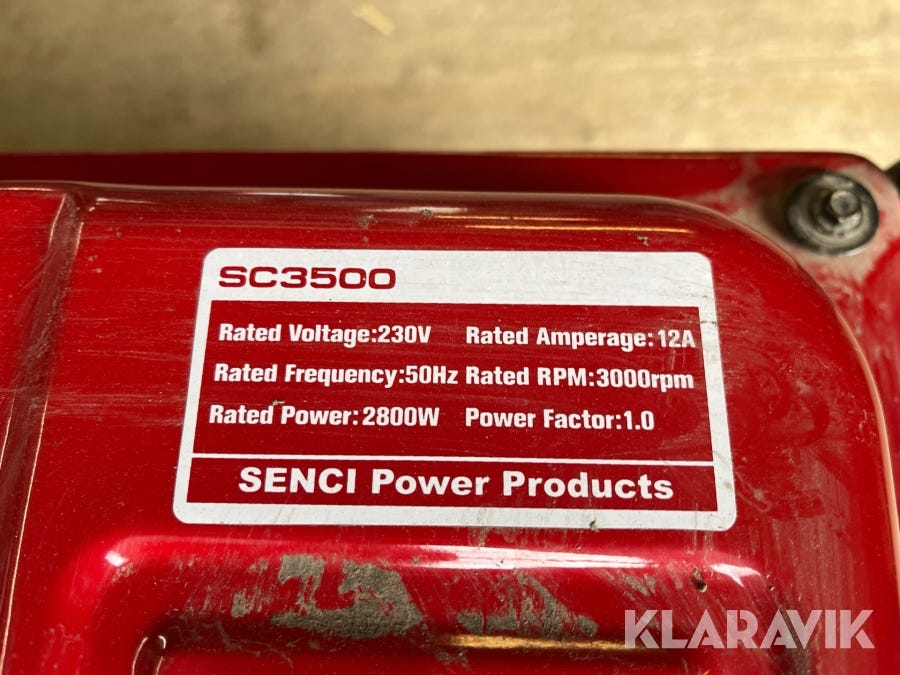 SC3500
Rated Voltage:230V Rated Amperage:12A
Rated Frequency:50Hz Rated RPM:3000rpm
Rated Power:2800W Power Factor:1.0
SENCI Power Products
KLARAVIK